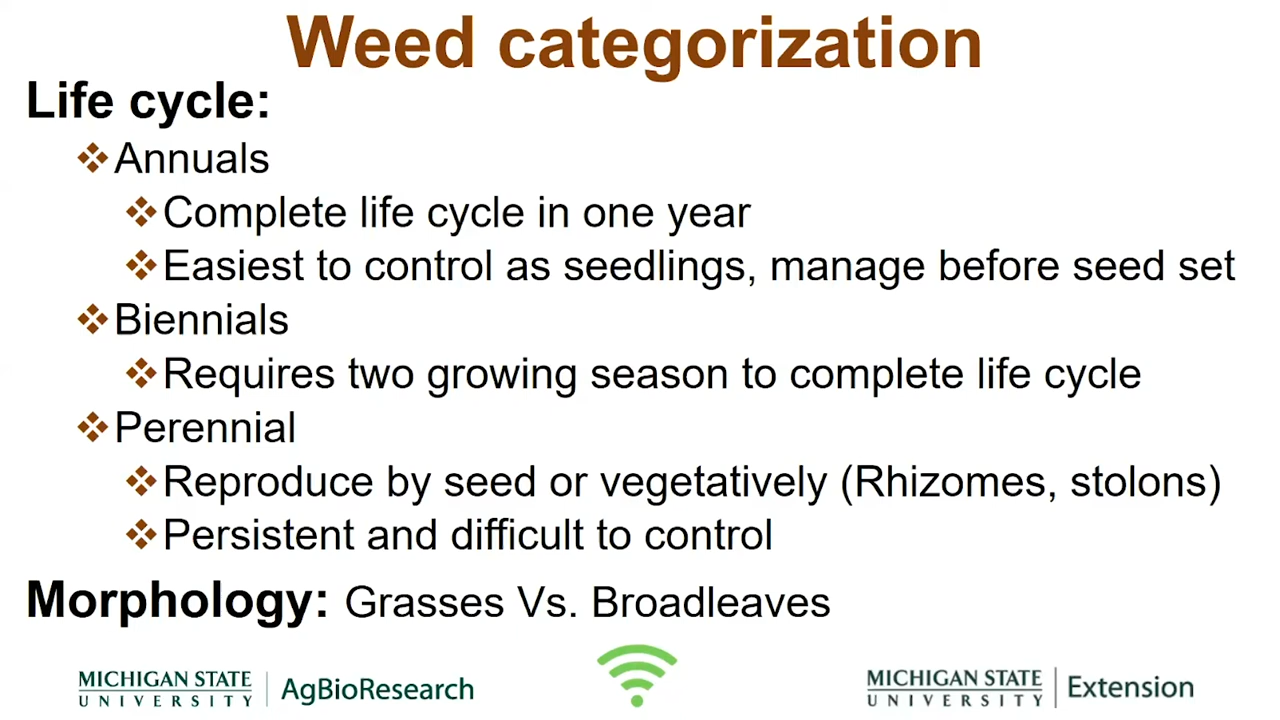 Weed categorization
Life cycle:
Annuals
Complete life cycle in one year
Easiest to control as seedlings, manage before seed set
Biennials
Requires two growing season to complete life cycle
Perennial
Reproduce by seed or vegetatively (Rhizomes, stolons)
Persistent and difficult to control
Morphology: Grasses Vs. Broadleaves
MICHIGAN STATE
UNIVERSITY
AgBioResearch
MICHIGAN STATE
UNIVERSITY
Extension